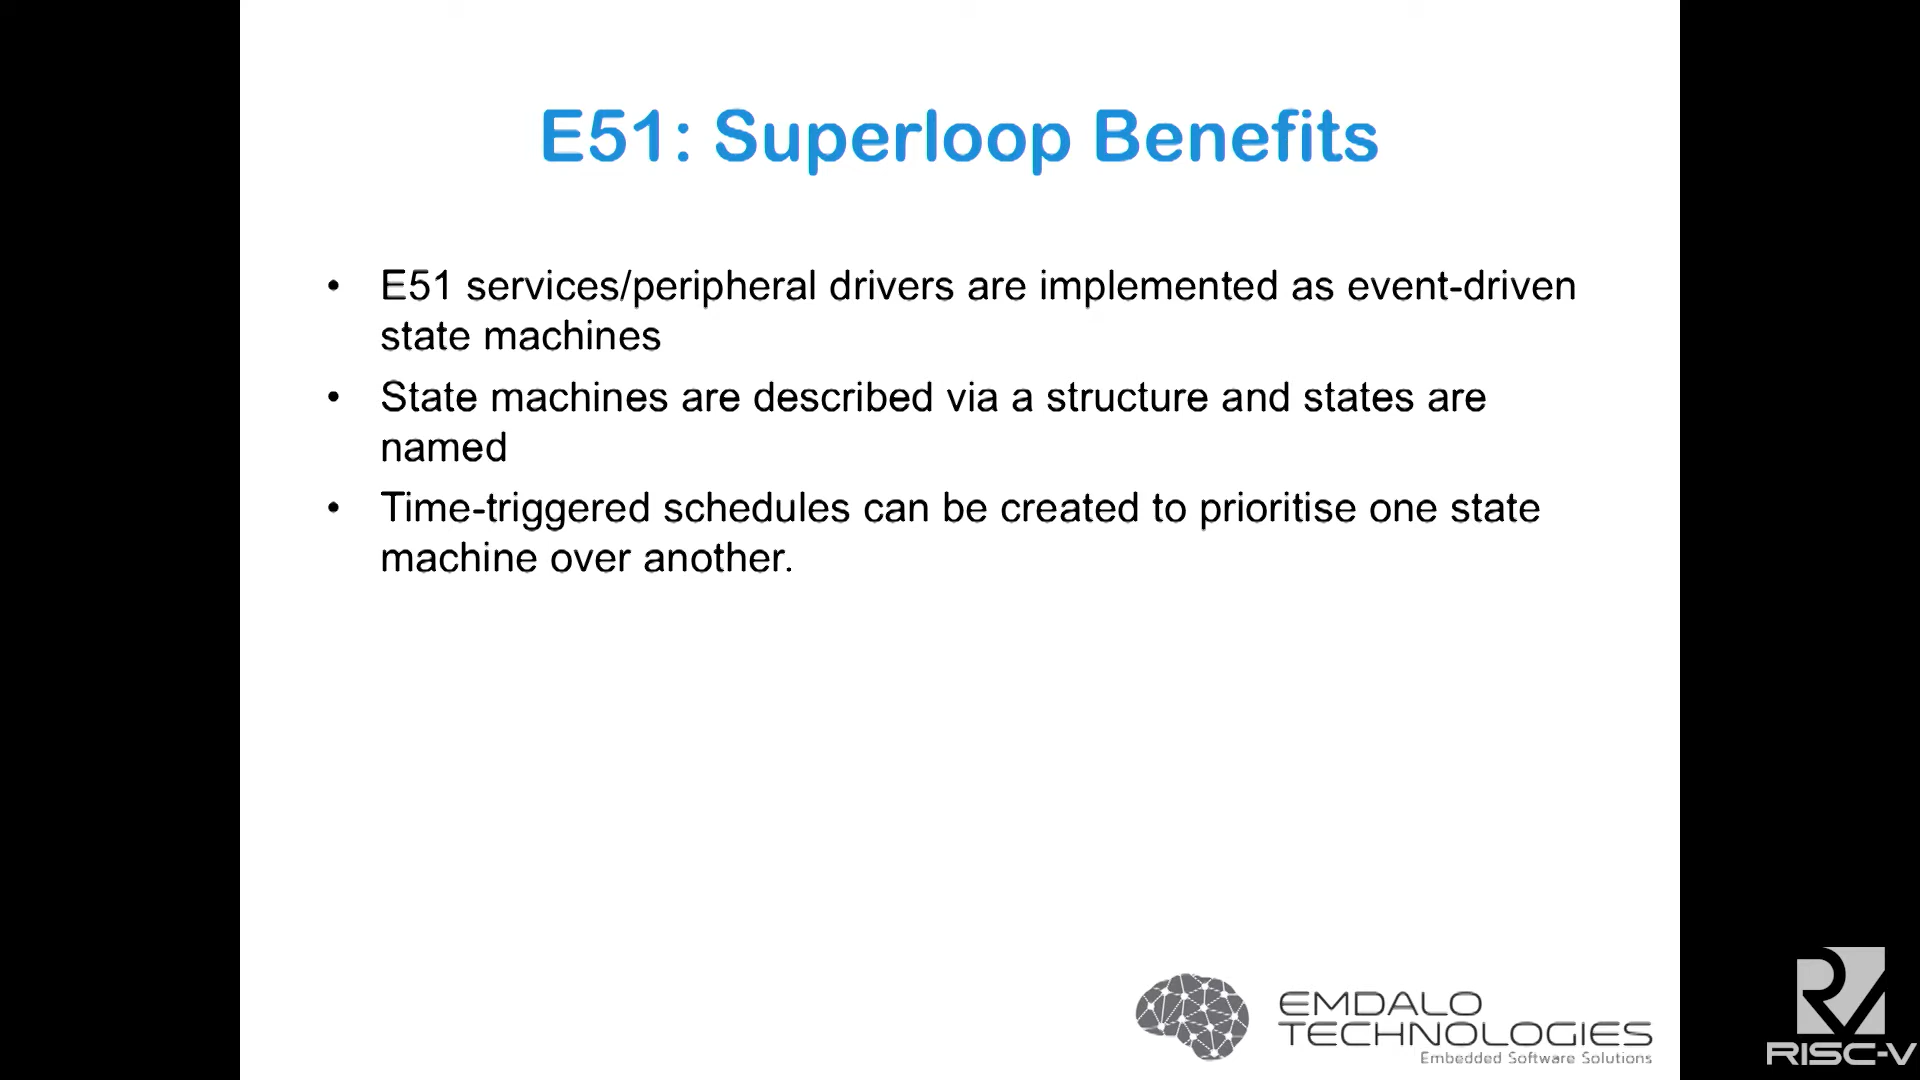 E51: Superloop Benefits
• E51 services/peripheral drivers are implemented as event-driven
state machines
• State machines are described via a structure and states are
named
• Time-triggered schedules can be created to prioritise one state
machine over another.
EMDALO
TECHNOLOGIES
Embedded Software Solutions
RISC-V